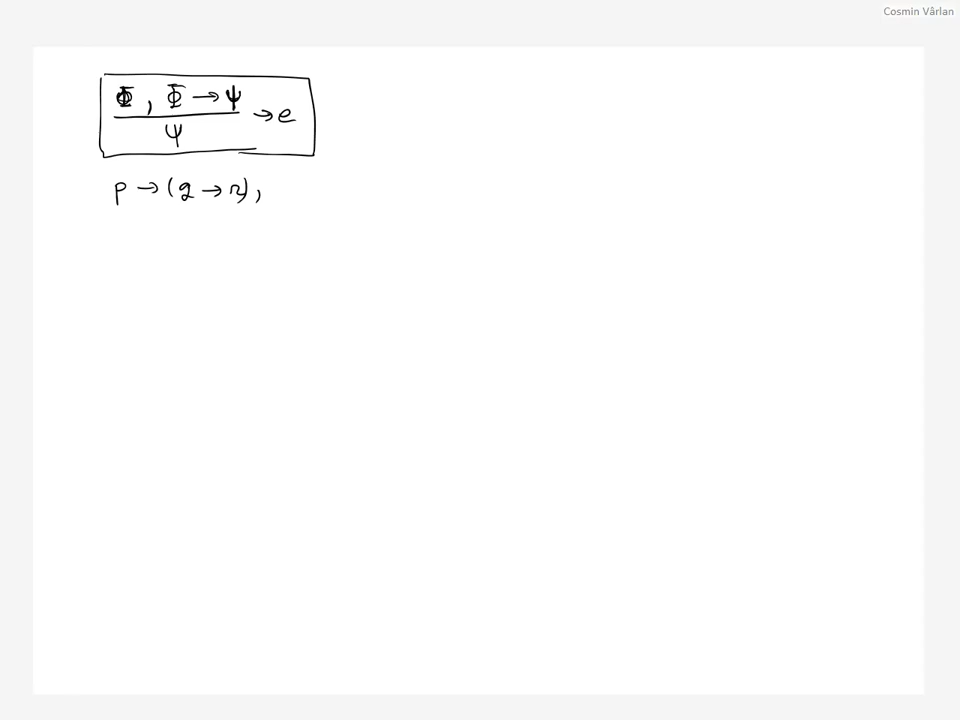 Cosmin Vârlan
Φ, Φ → Ψ
Ψ
→e
p → (q → r),